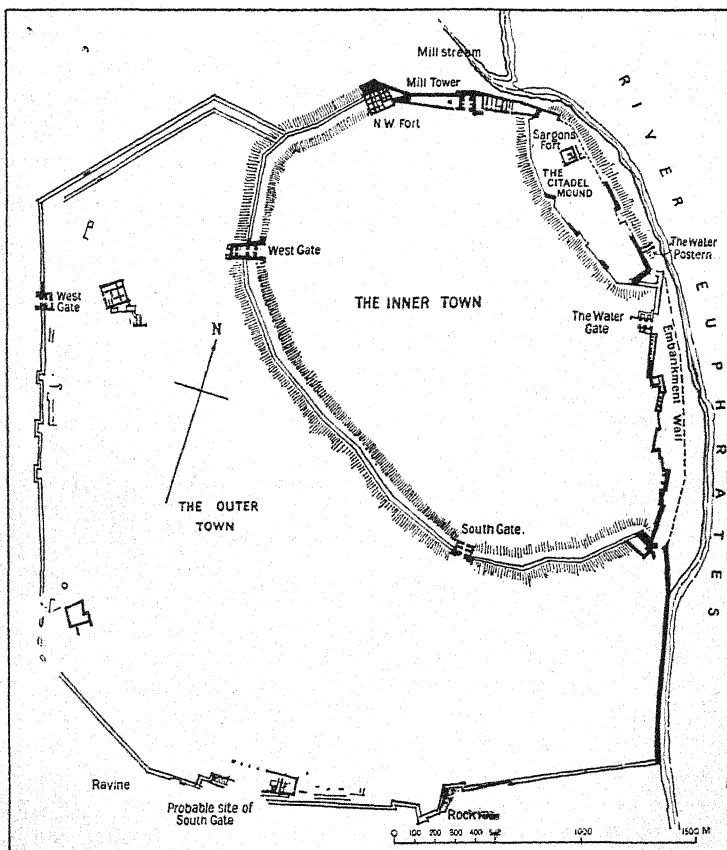 Mill stream
Mill Tower
N.W. Fort
RIVER EUPHRATES
Sargons
Fort
THE
CITADEL
MOUND
The Water
Postern
West Gate
THE INNER TOWN
West
Gate
The Water
Gate
N
Embankment Wall
THE OUTER
TOWN
South Gate.
Ravine
Probable site of
South Gate
0 100 200 300 400 1000 1500 M